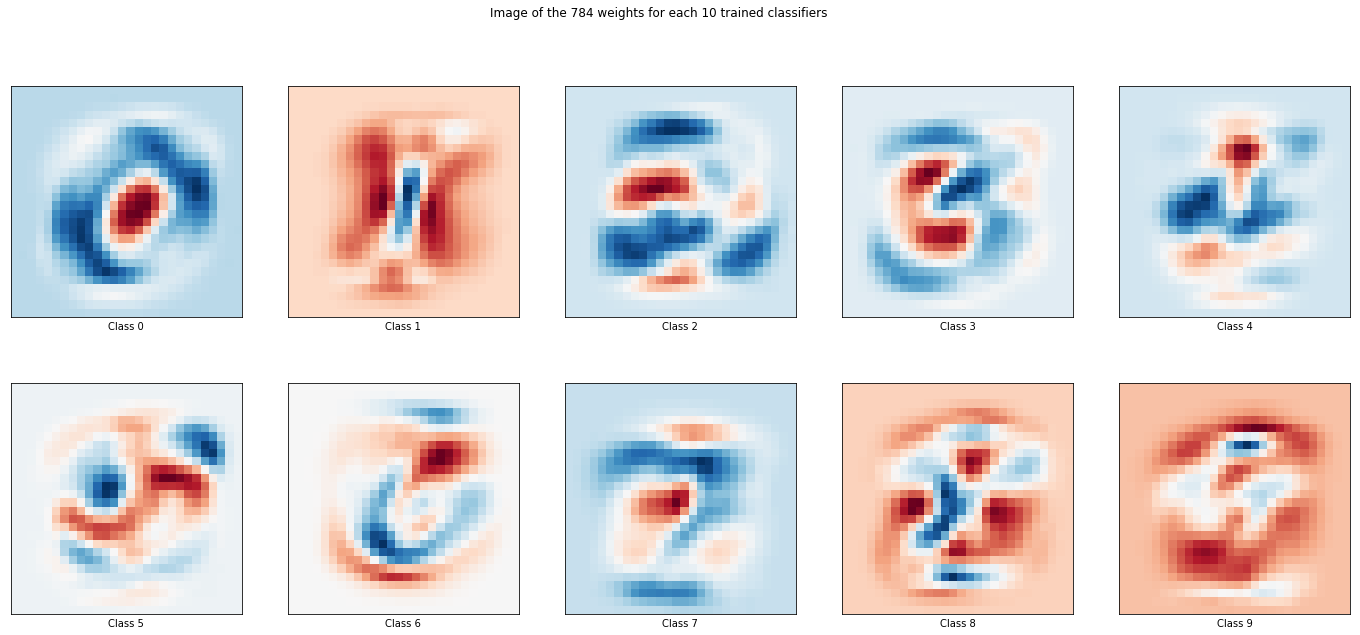 Image of the 784 weights for each 10 trained classifiers
Class 0
Class 1
Class 2
Class 3
Class 4
Class 5
Class 6
Class 7
Class 8
Class 9